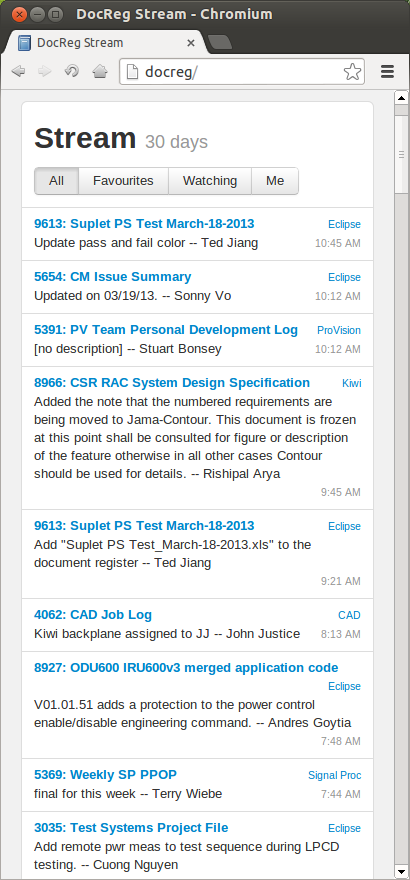 DocReg Stream - Chromium
DocReg Stream
docreg/
Stream 30 days
All Favourites Watching Me
9613: Suplet PS Test March-18-2013 Eclipse
Update pass and fail color -- Ted Jiang 10:45 AM
5654: CM Issue Summary Eclipse
Updated on 03/19/13. -- Sonny Vo 10:12 AM
5391: PV Team Personal Development Log ProVision
[no description] -- Stuart Bonsey 10:12 AM
8966: CSR RAC System Design Specification Kiwi
Added the note that the numbered requirements are
being moved to Jama-Contour. This document is frozen
at this point shall be consulted for figure or description
of the feature otherwise in all other cases Contour
should be used for details. -- Rishipal Arya
9:45 AM
9613: Suplet PS Test March-18-2013 Eclipse
Add "Suplet PS Test_March-18-2013.xls" to the
document register -- Ted Jiang
9:21 AM
4062: CAD Job Log CAD
Kiwi backplane assigned to JJ -- John Justice 8:13 AM
8927: ODU600 IRU600v3 merged application code
Eclipse
V01.01.51 adds a protection to the power control
enable/disable engineering command. -- Andres Goytia
7:48 AM
5369: Weekly SP PPOP Signal Proc
final for this week -- Terry Wiebe 7:44 AM
3035: Test Systems Project File Eclipse
Add remote pwr meas to test sequence during LPCD
testing. -- Cuong Nguyen